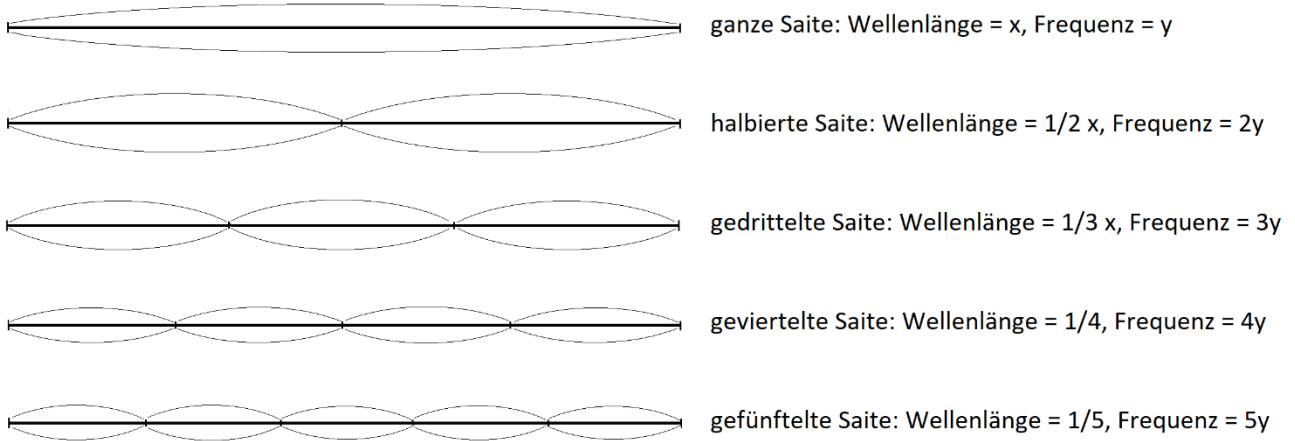 ganze Saite: Wellenlänge = x, Frequenz = y
halbierte Saite: Wellenlänge = 1/2 x, Frequenz = 2y
gedrittelte Saite: Wellenlänge = 1/3 x, Frequenz = 3y
geviertelte Saite: Wellenlänge = 1/4, Frequenz = 4y
gefünftelte Saite: Wellenlänge = 1/5, Frequenz = 5y